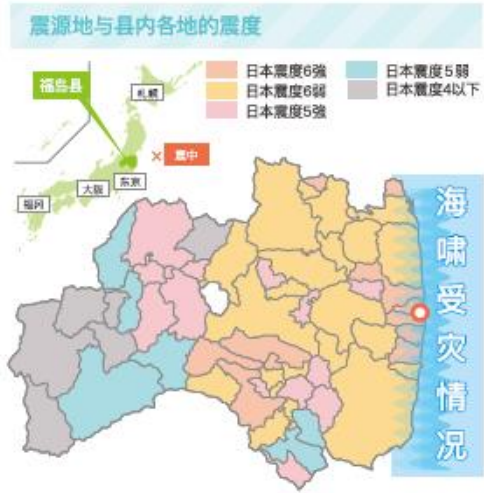 震源地与县内各地的震度
日本震度6強
日本震度6弱
日本震度5強
日本震度5弱
日本震度4以下
福岛县
札幌
震中
东京
大阪
福冈
海啸受灾情况